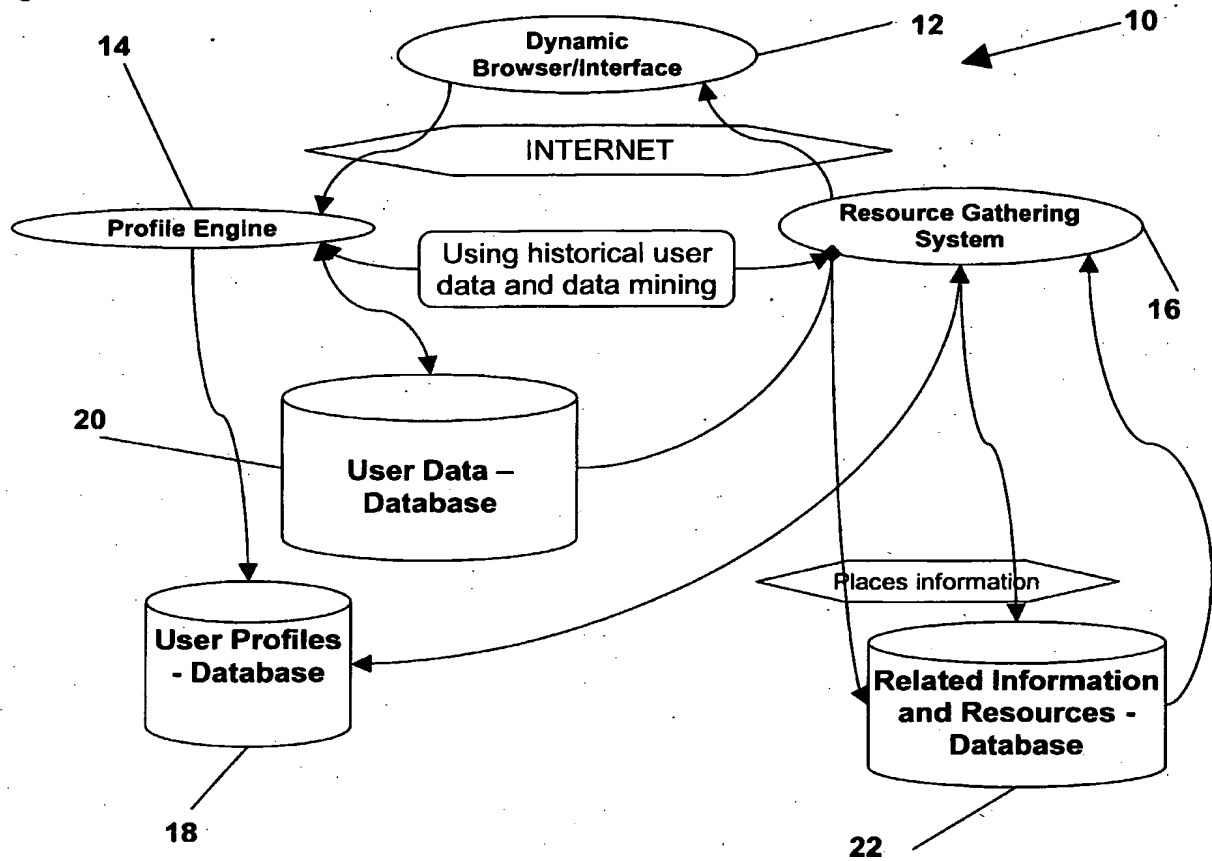 14
Dynamic
Browser/Interface
12
10
INTERNET
Profile Engine
Resource Gathering
System
Using historical user
data and data mining
16
20
User Data –
Database
Places information
User Profiles
- Database
Related Information
and Resources -
Database
18
22